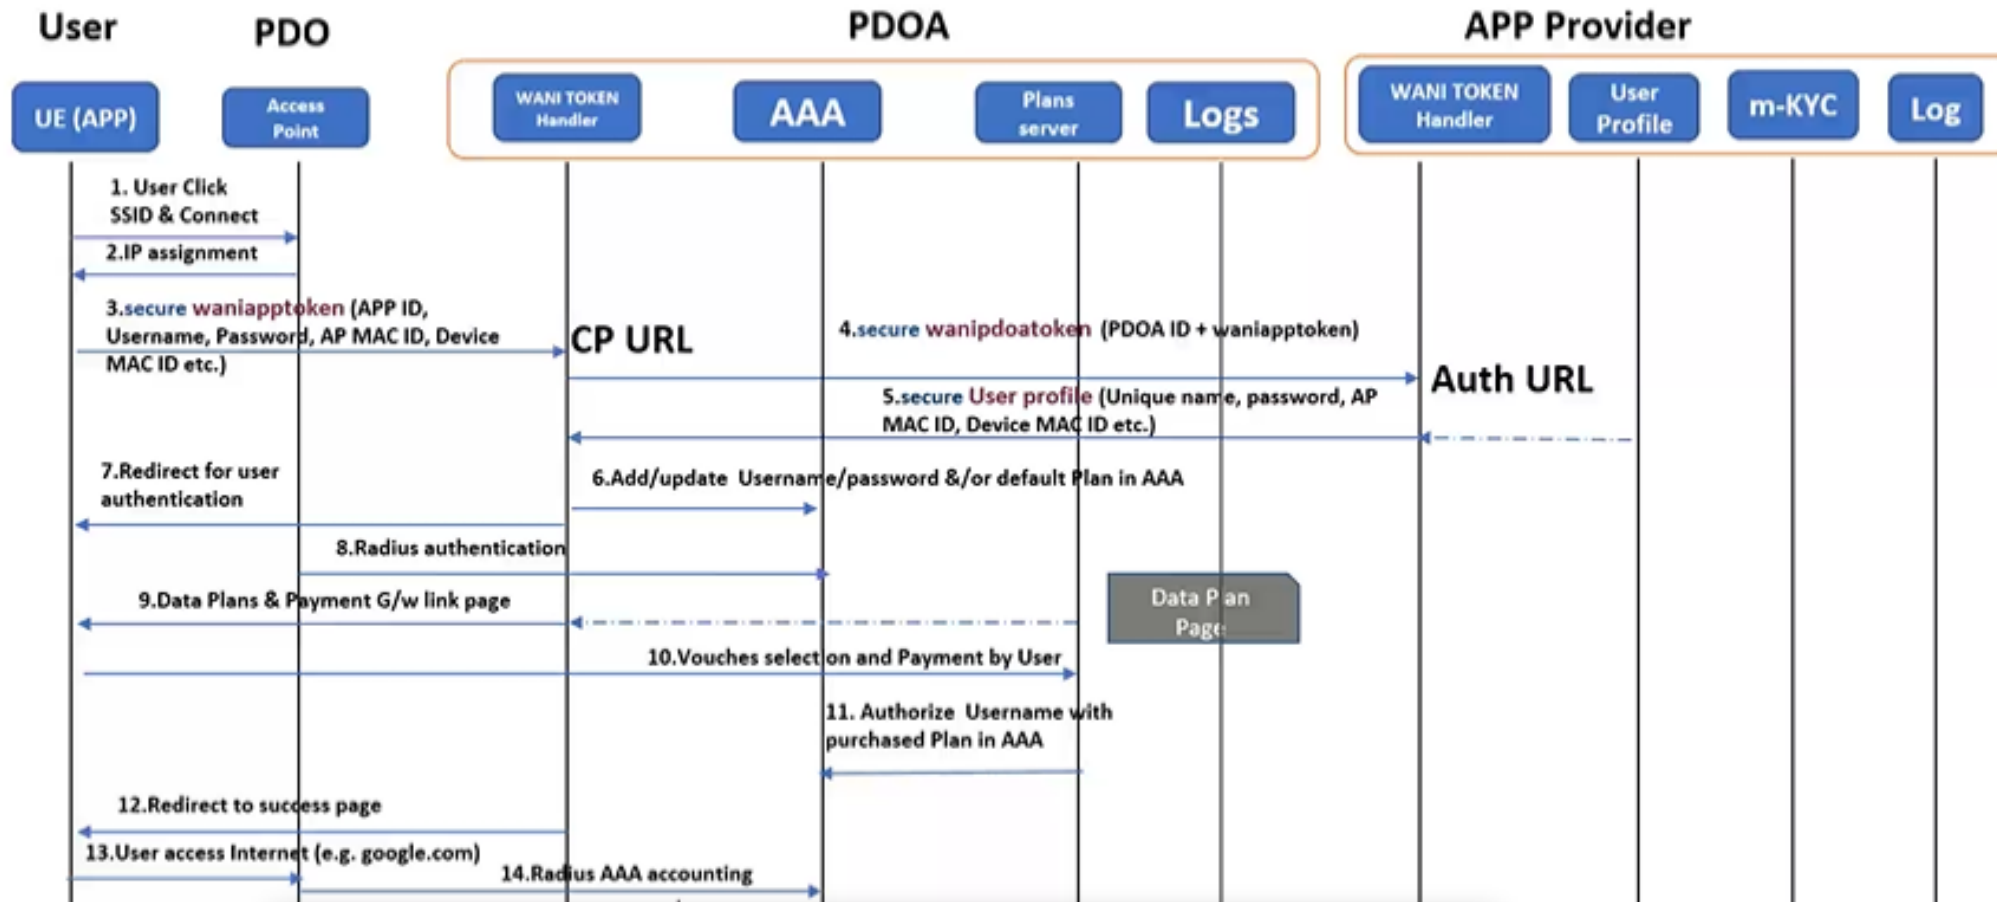 User
PDO
PDOA
APP Provider
UE (APP)
Access
Point
WANI TOKEN
Handler
AAA
Plans
server
Logs
WANI TOKEN
Handler
User
Profile
m-KYC
Log
1. User Click
SSID & Connect
2.IP assignment
3.secure waniapptoken (APP ID,
Username, Password, AP MAC ID, Device
MAC ID etc.)
CP URL
4.secure wanipdoatoken (PDOA ID + waniapptoken)
Auth URL
5.secure User profile (Unique name, password, AP
MAC ID, Device MAC ID etc.)
6.Add/update Username/password &/or default Plan in AAA
7.Redirect for user
authentication
8.Radius authentication
9.Data Plans & Payment G/w link page
Data Plan
Page
10.Vouches selection and Payment by User
11. Authorize Username with
purchased Plan in AAA
12.Redirect to success page
13.User access Internet (e.g. google.com)
14.Radius AAA accounting